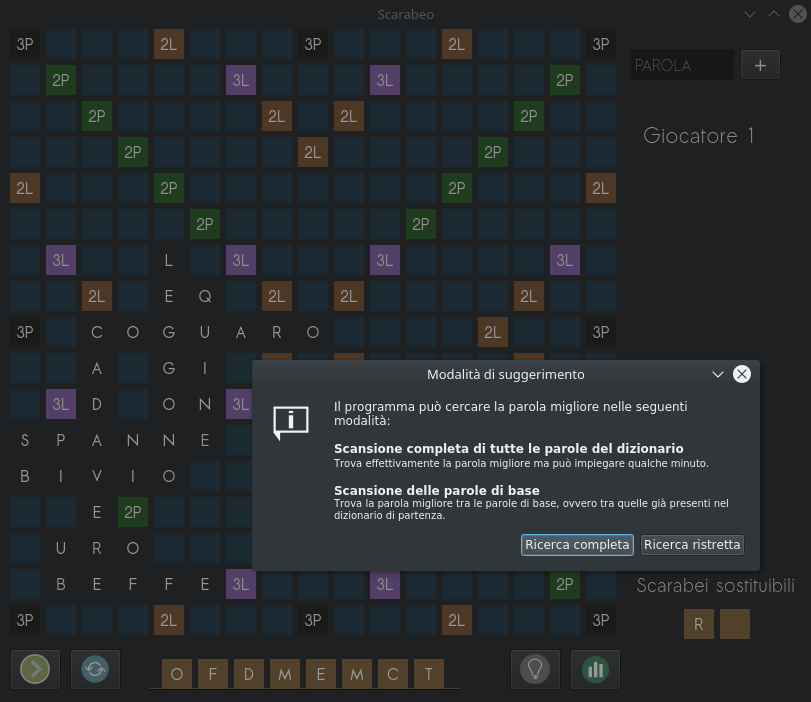 Scarabeo
3P 2L 3P 2L 3P
2P 3L 3L 2P
PAROLA +
2P 2L 2L 2P
Giocatore 1
2P 2L 2P
2L 2P 2P 2L
2P 2P
3L L 3L 3L 3L
2L E Q 2L 2L 2L
3P C O G U A R O 2L 3P
A G I
Modalità di suggerimento
3L D O N 3L
S P A N N E
B I V I O
E 2P
U R O
B E F F E 3L 3L 2P
Il programma può cercare la parola migliore nelle seguenti
modalità:
Scansione completa di tutte le parole del dizionario
Trova effettivamente la parola migliore ma può impiegare qualche minuto.
Scansione delle parole di base
Trova la parola migliore tra le parole di base, ovvero tra quelle già presenti nel
dizionario di partenza.
Ricerca completa Ricerca ristretta
Scarabei sostituibili
3P 2L 3P 2L 3P
R
O F D M E M C T